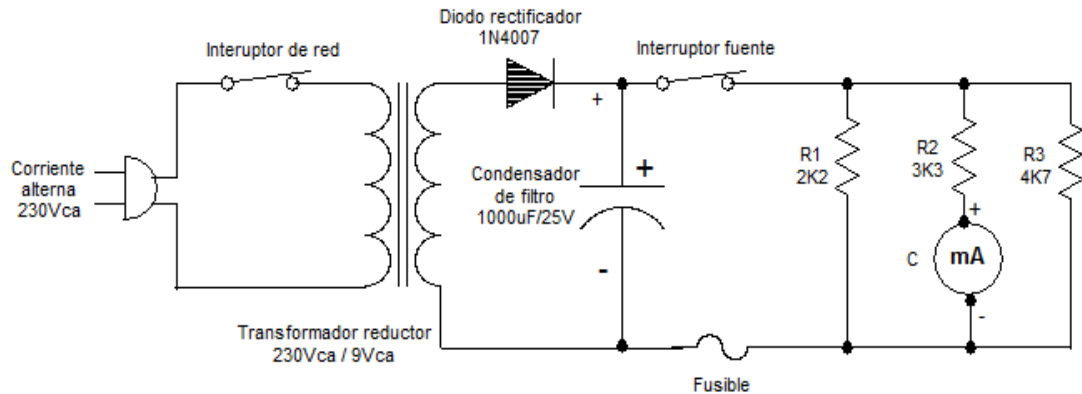 Diodo rectificador
1N4007
Interuptor de red
Interruptor fuente
+
Corriente
alterna
230Vca
Condensador
de filtro
1000uF/25V
+
-
R1
2K2
R2
3K3
R3
4K7
+
C
mA
-
Transformador reductor
230Vca / 9Vca
Fusible